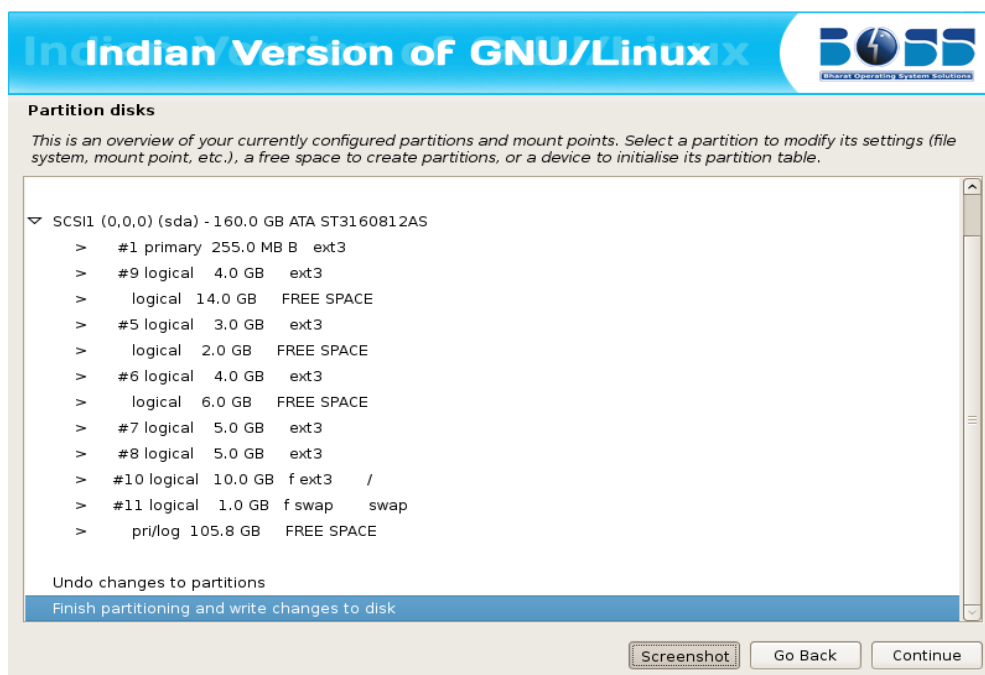 Indian Version of GNU/Linux
BOSS
Bharat Operating System Solutions
Partition disks
This is an overview of your currently configured partitions and mount points. Select a partition to modify its settings (file
system, mount point, etc.), a free space to create partitions, or a device to initialise its partition table.
SCSI1 (0,0,0) (sda) - 160.0 GB ATA ST3160812AS
> #1 primary 255.0 MB B ext3
> #9 logical 4.0 GB ext3
> logical 14.0 GB FREE SPACE
> #5 logical 3.0 GB ext3
> logical 2.0 GB FREE SPACE
> #6 logical 4.0 GB ext3
> logical 6.0 GB FREE SPACE
> #7 logical 5.0 GB ext3
> #8 logical 5.0 GB ext3
> #10 logical 10.0 GB f ext3 /
> #11 logical 1.0 GB f swap swap
> pri/log 105.8 GB FREE SPACE
Undo changes to partitions
Finish partitioning and write changes to disk
Screenshot Go Back Continue